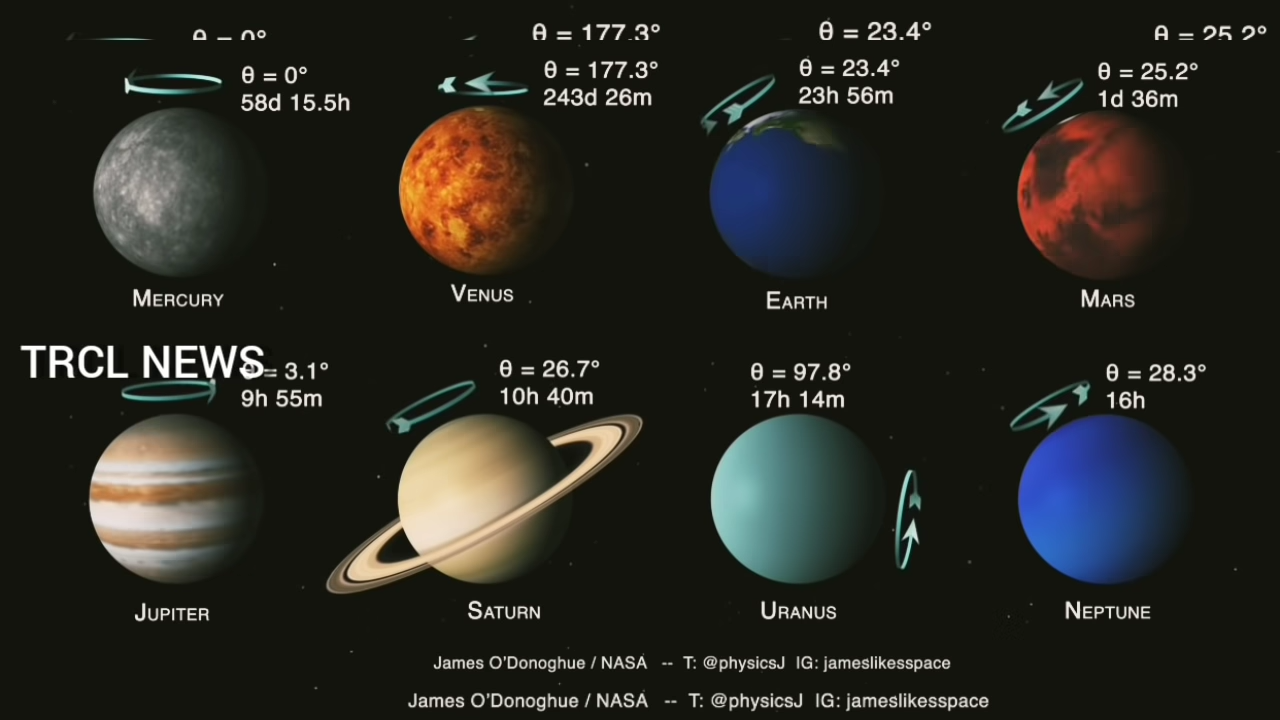 θ = 0°
θ = 177.3°
θ = 23.4°
θ = 25.2°
θ = 0°
58d 15.5h
θ = 177.3°
243d 26m
θ = 23.4°
23h 56m
θ = 25.2°
1d 36m
MERCURY
VENUS
EARTH
MARS
TRCL NEWS
θ = 3.1°
9h 55m
θ = 26.7°
10h 40m
θ = 97.8°
17h 14m
θ = 28.3°
16h
JUPITER
SATURN
URANUS
NEPTUNE
James O'Donoghue / NASA -- T: @physicsJ IG: jameslikesspace
James O'Donoghue / NASA -- T: @physicsJ IG: jameslikesspace